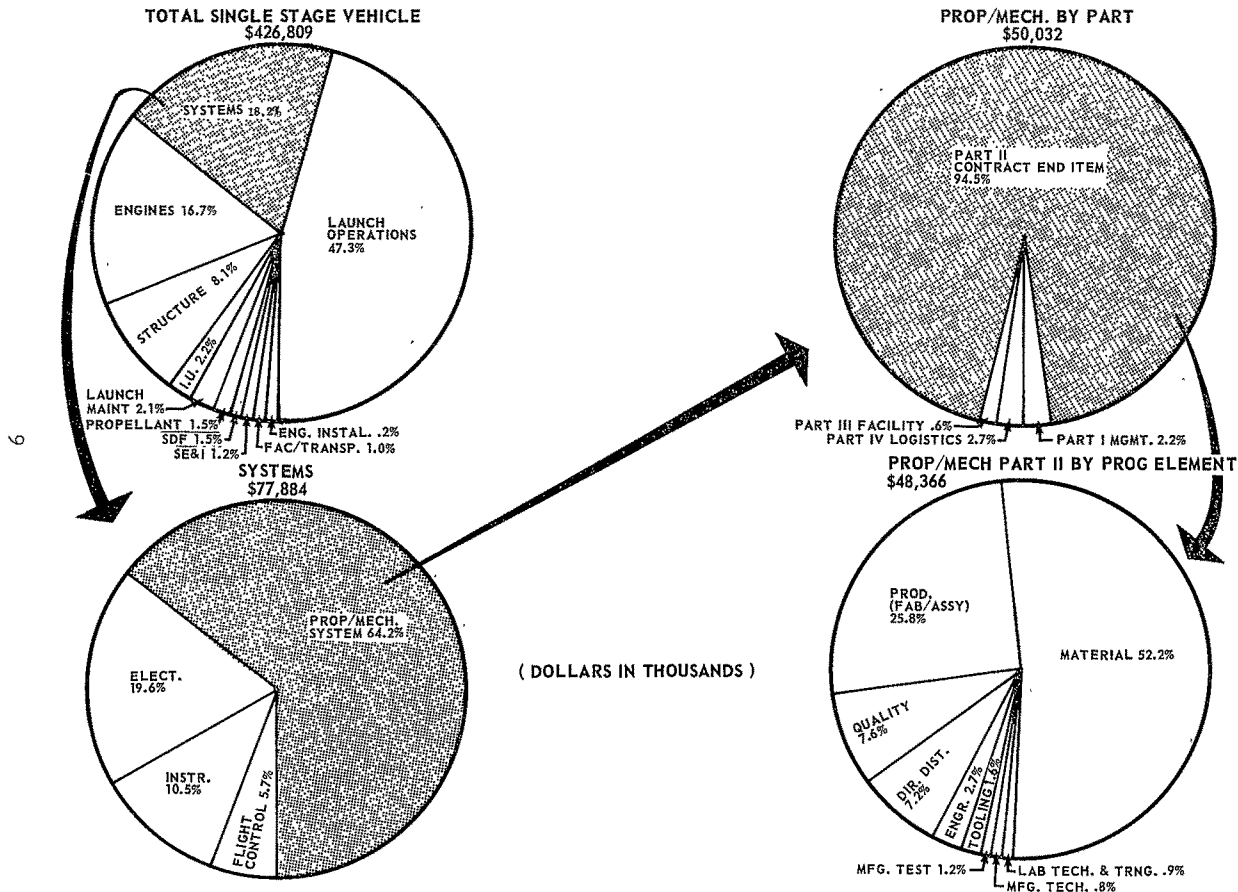 TOTAL SINGLE STAGE VEHICLE
$426,809
SYSTEMS 18.2%
ENGINES 16.7%
LAUNCH
OPERATIONS
47.3%
STRUCTURE 8.1%
I.U. 2.2%
LAUNCH
MAINT 2.1%
PROPELLANT 1.5%
SDF 1.5%
SE&I 1.2%
ENG. INSTAL. .2%
FAC/TRANSP. 1.0%
PROP/MECH. BY PART
$50,032
PART II
CONTRACT END ITEM
94.5%
PART III FACILITY .6%
PART IV LOGISTICS 2.7%
PART I MGMT. 2.2%
9
SYSTEMS
$77,884
PROP/MECH.
SYSTEM 64.2%
ELECT.
19.6%
INSTR.
10.5%
FLIGHT
CONTROL 5.7%
( DOLLARS IN THOUSANDS )
PROP/MECH PART II BY PROG ELEMENT
$48,366
PROD.
(FAB/ASSY)
25.8%
MATERIAL 52.2%
QUALITY
7.6%
DIR. DIST.
7.2%
ENGR. 2.7%
TOOLING 1.6%
MFG. TEST 1.2%
LAB TECH. & TRNG. .9%
MFG. TECH. .8%